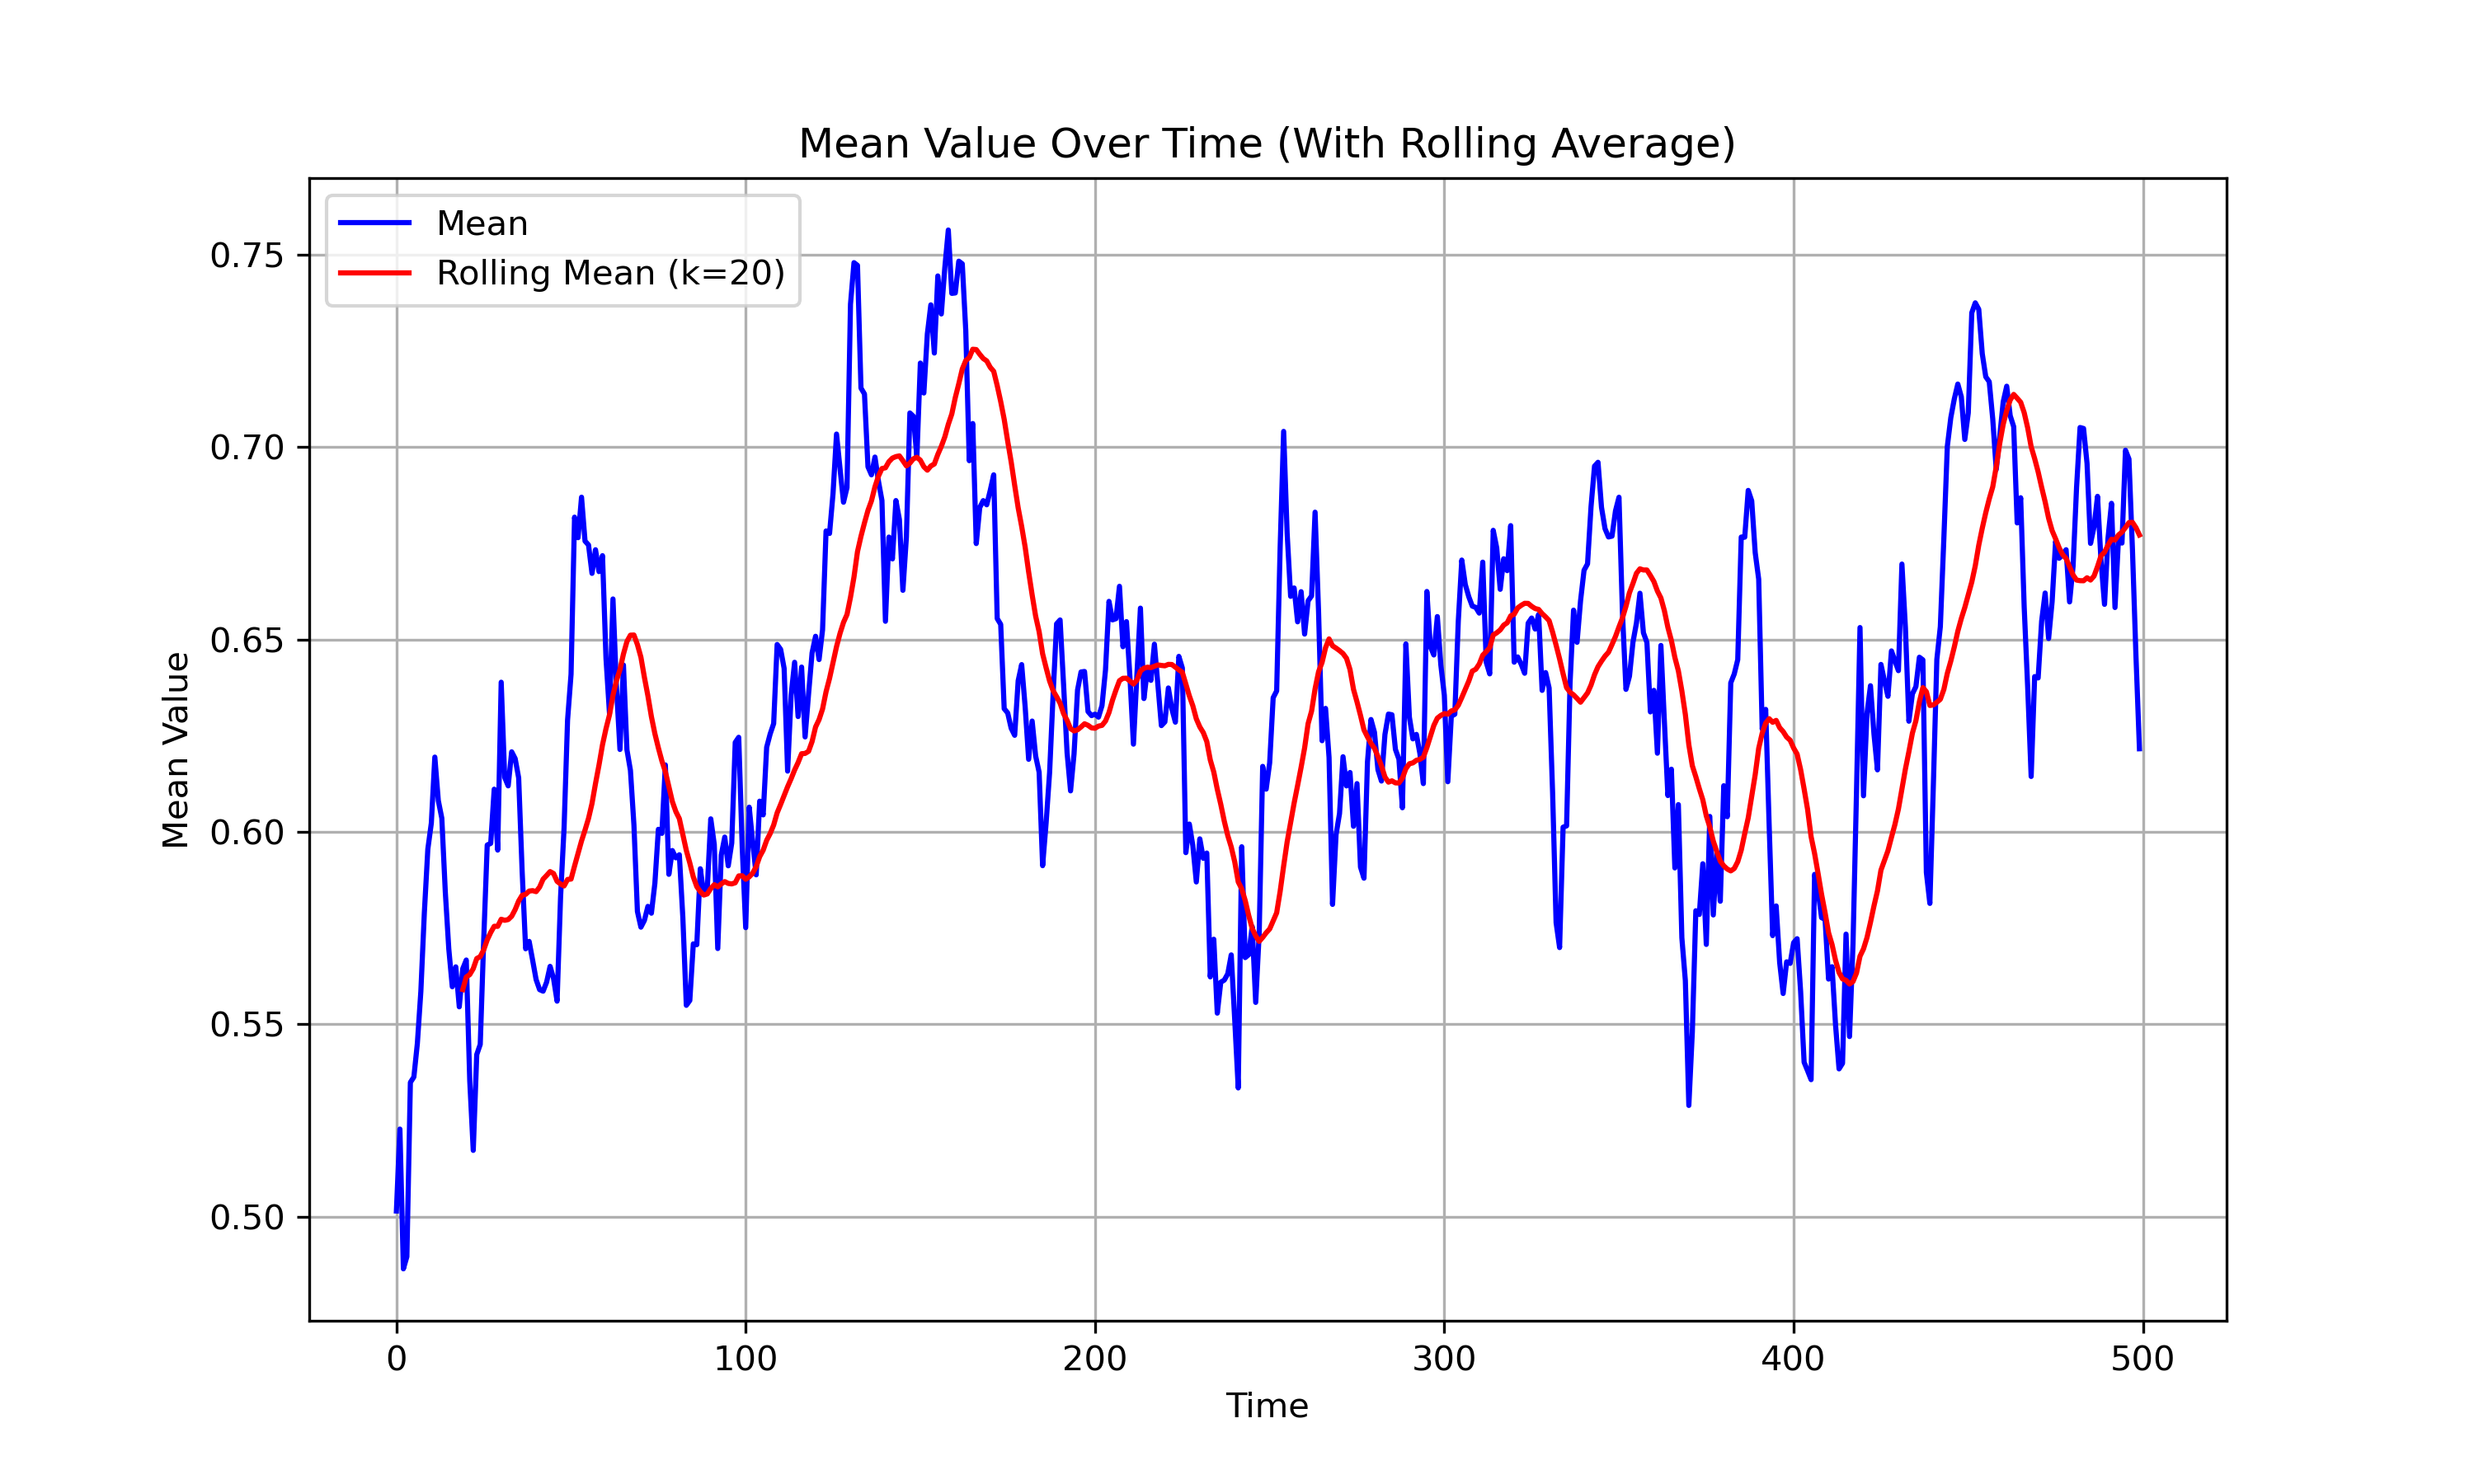 Mean Value Over Time (With Rolling Average)
Mean
Rolling Mean (k=20)
0.75
0.70
0.65
0.60
0.55
0.50
Mean Value
0 100 200 300 400 500
Time